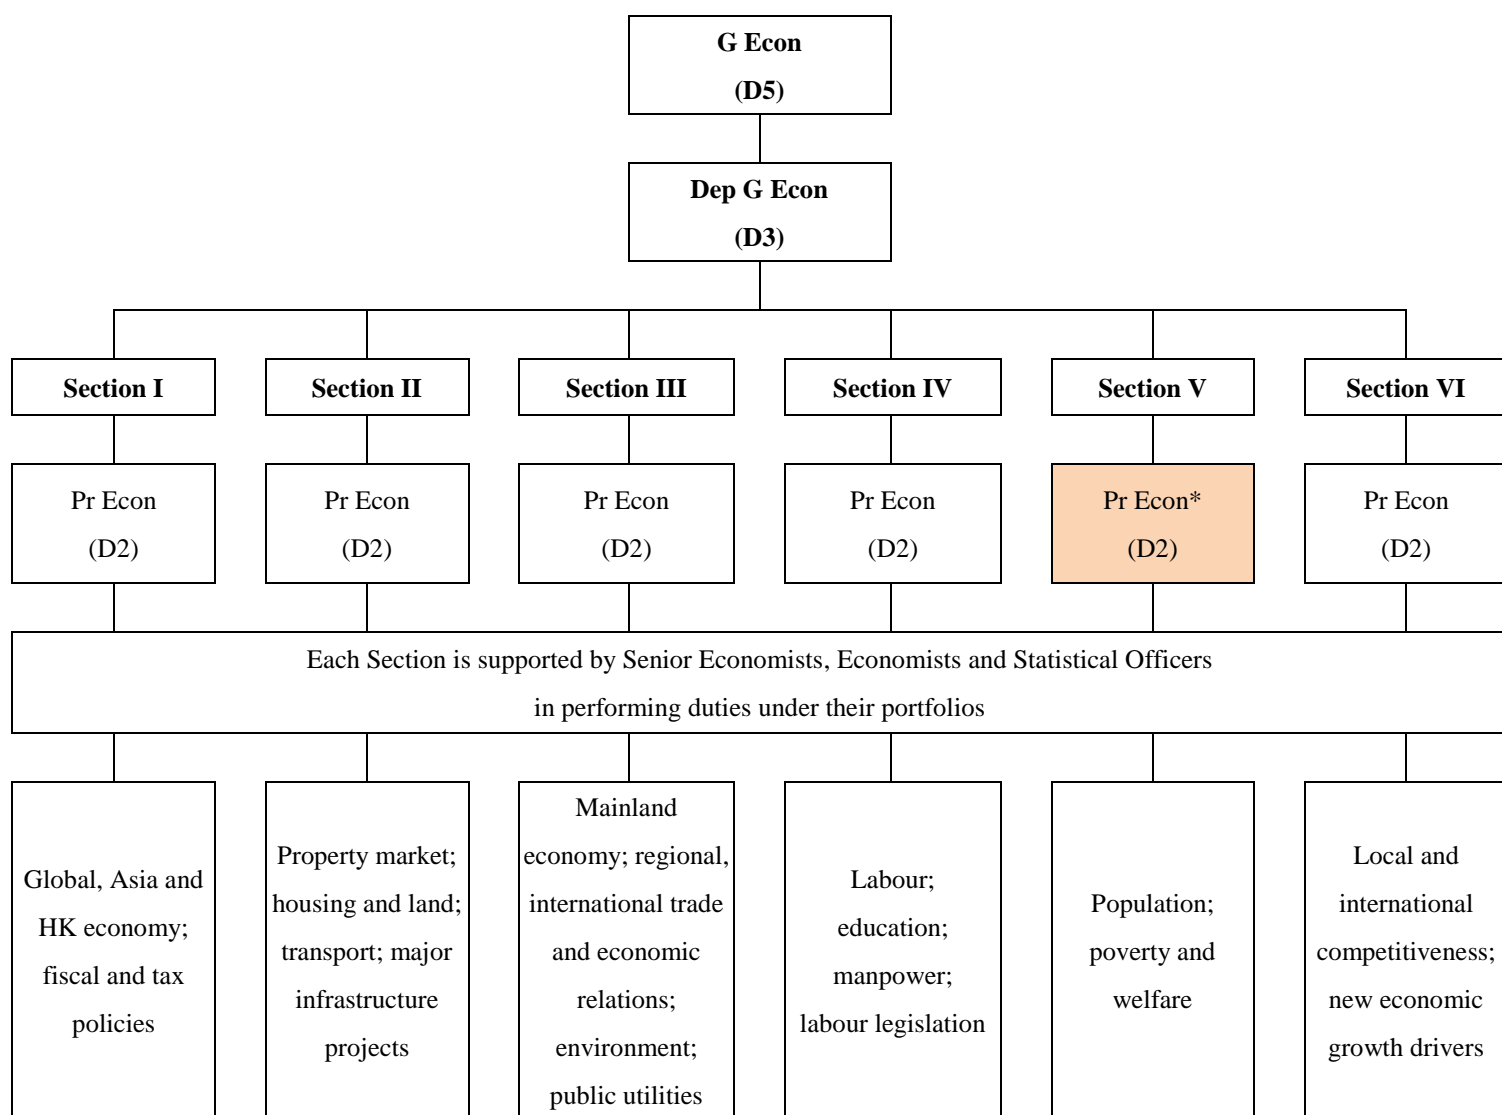 G Econ
(D5)
Dep G Econ
(D3)
Section I
Section II
Section III
Section IV
Section V
Section VI
Pr Econ
(D2)
Pr Econ
(D2)
Pr Econ
(D2)
Pr Econ
(D2)
Pr Econ*
(D2)
Pr Econ
(D2)
Each Section is supported by Senior Economists, Economists and Statistical Officers
in performing duties under their portfolios
Global, Asia and
HK economy;
fiscal and tax
policies
Property market;
housing and land;
transport; major
infrastructure
projects
Mainland
economy; regional,
international trade
and economic
relations;
environment;
public utilities
Labour;
education;
manpower;
labour legislation
Population;
poverty and
welfare
Local and
international
competitiveness;
new economic
growth drivers